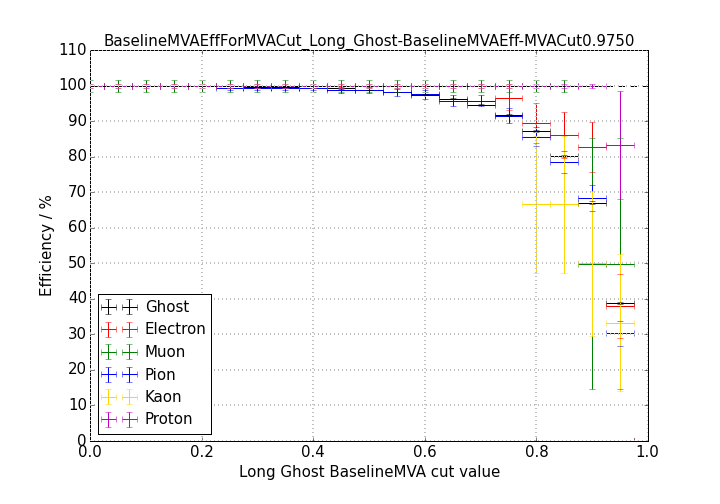 BaselineMVAEffForMVACut_Long_Ghost-BaselineMVAEff-MVACut0.9750
110
100
90
80
70
60
50
40
30
20
10
0
Efficiency / %
Ghost
Electron
Muon
Pion
Kaon
Proton
0.0 0.2 0.4 0.6 0.8 1.0
Long Ghost BaselineMVA cut value